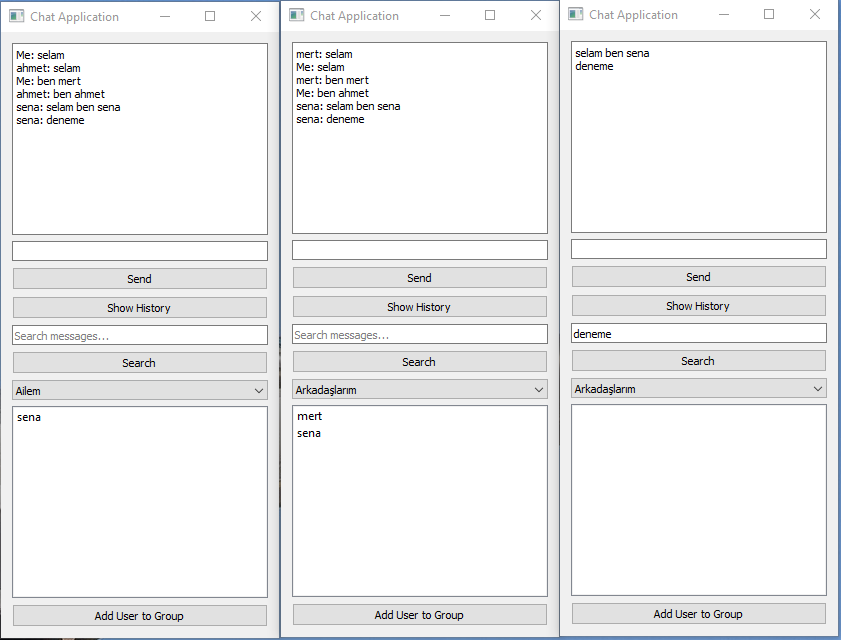 Chat Application
Me: selam
ahmet: selam
Me: ben mert
ahmet: ben ahmet
sena: selam ben sena
sena: deneme
Send
Show History
Search messages...
Search
Ailem
sena
Add User to Group
Chat Application
mert: selam
Me: selam
mert: ben mert
Me: ben ahmet
sena: selam ben sena
sena: deneme
Send
Show History
Search messages...
Search
Arkadaşlarım
mert
sena
Add User to Group
Chat Application
selam ben sena
deneme
Send
Show History
deneme
Search
Arkadaşlarım
Add User to Group